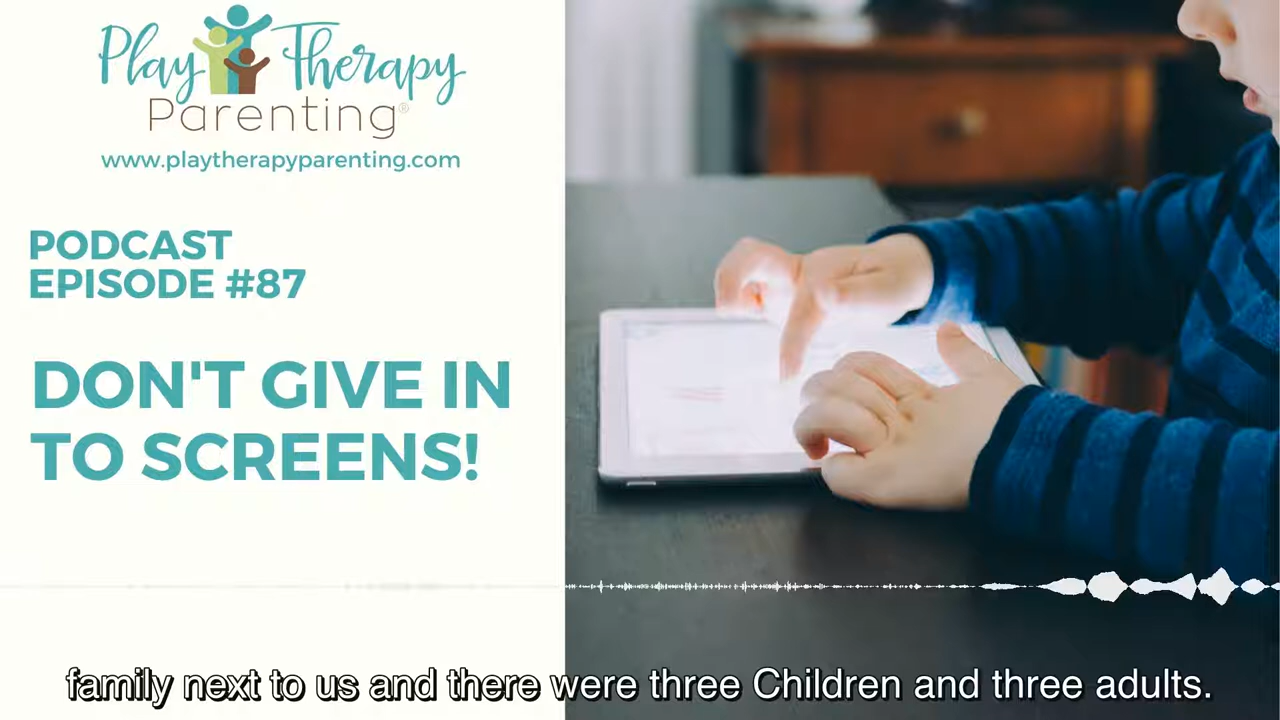 Play Therapy
Parenting®
www.playtherapyparenting.com
PODCAST
EPISODE #87
DON'T GIVE IN
TO SCREENS!
family next to us and there were three Children and three adults.